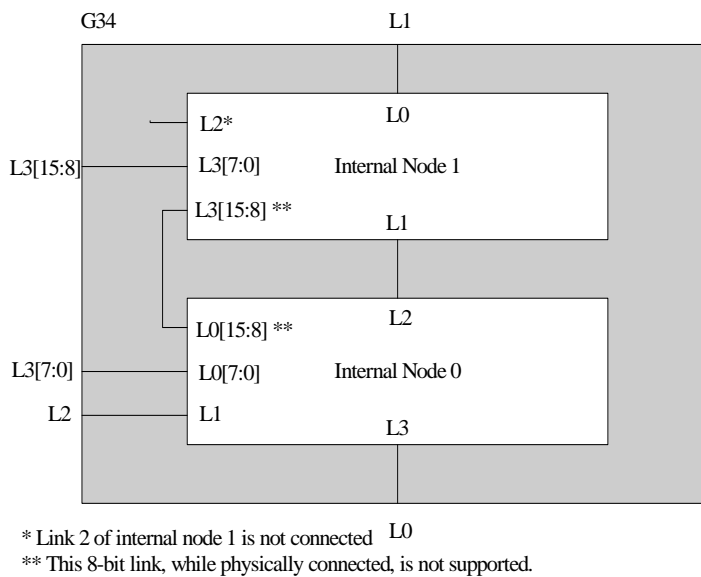 G34 L1
L0
L2*
L3[15:8] L3[7:0] Internal Node 1
L3[15:8] **
L1
L2
L0[15:8] **
L3[7:0] L0[7:0] Internal Node 0
L2 L1
L3
L0
* Link 2 of internal node 1 is not connected
** This 8-bit link, while physically connected, is not supported.